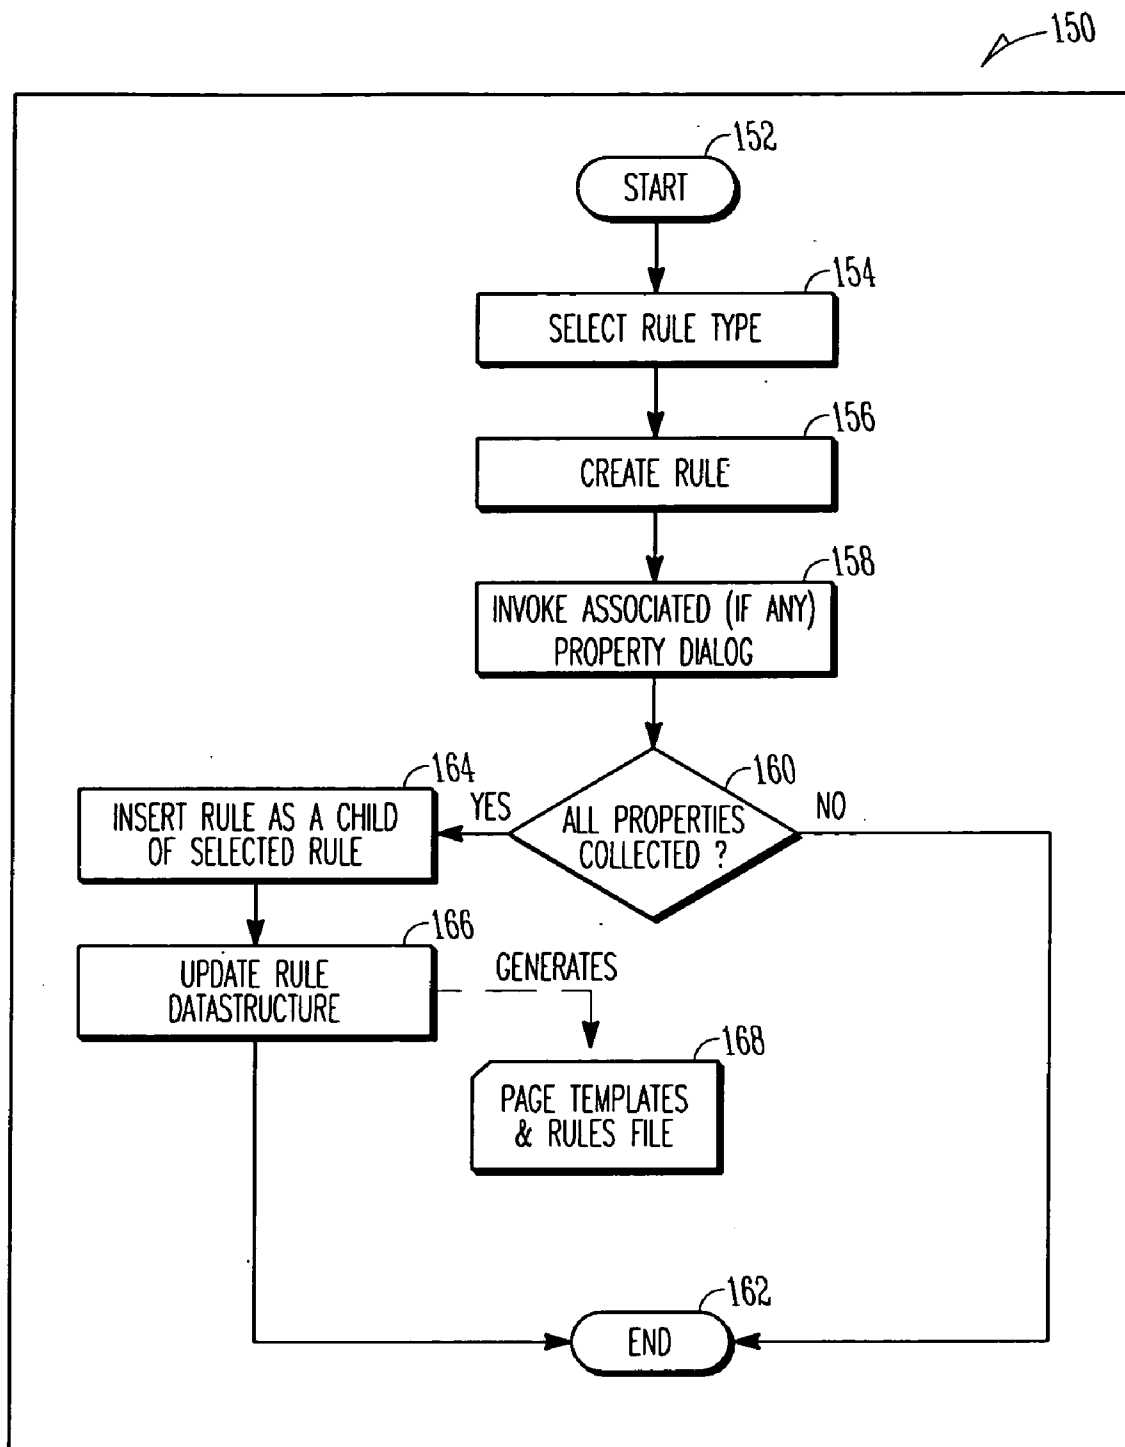 150
152
START
154
SELECT RULE TYPE
156
CREATE RULE
158
INVOKE ASSOCIATED (IF ANY)
PROPERTY DIALOG
160
ALL PROPERTIES
COLLECTED ?
YES
NO
164
INSERT RULE AS A CHILD
OF SELECTED RULE
166
UPDATE RULE
DATASTRUCTURE
GENERATES
168
PAGE TEMPLATES
& RULES FILE
162
END